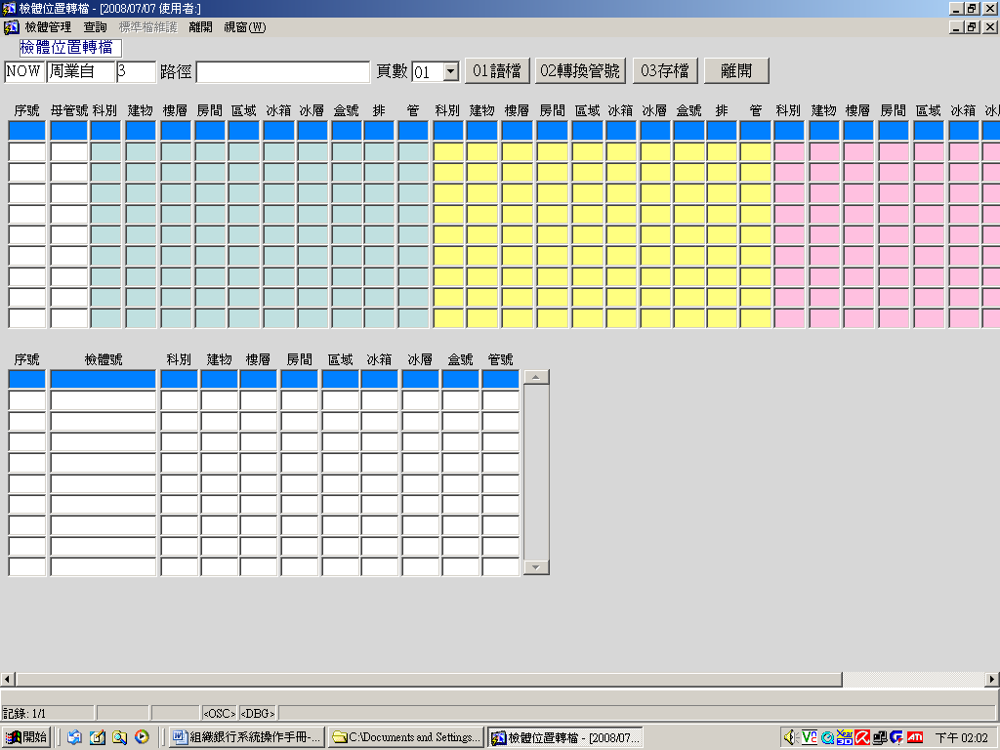 檢體位置轉檔 - [2008/07/07 使用者:]
檢體管理 查詢 標準檔維護 離開 視窗(W)
檢體位置轉檔
NOW 周業自 3 路徑 頁數 01 01讀檔 02轉換管號 03存檔 離開
序號 母管號 科別 建物 樓層 房間 區域 冰箱 冰層 盒號 排 管 科別 建物 樓層 房間 區域 冰箱 冰層 盒號 排 管 科別 建物 樓層 房間 區域 冰箱
序號 檢體號 科別 建物 樓層 房間 區域 冰箱 冰層 盒號 管號
記錄: 1/1 <OSC> <DBG>
開始 組織銀行系統操作手冊-... C:\Documents and Settings... 檢體位置轉檔 - [2008/07... 下午 02:02